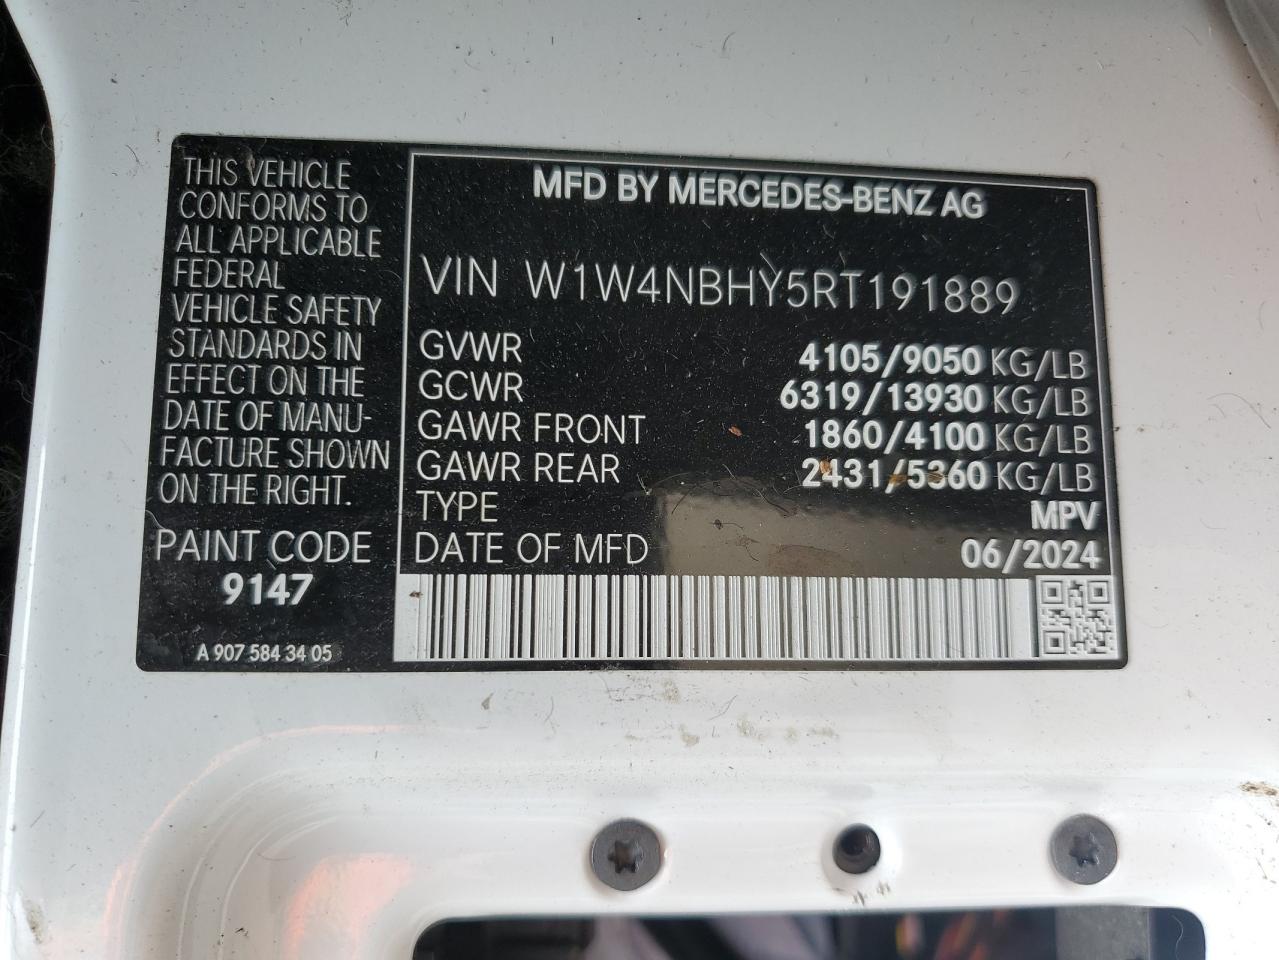 THIS VEHICLE
CONFORMS TO
ALL APPLICABLE
FEDERAL
VEHICLE SAFETY
STANDARDS IN
EFFECT ON THE
DATE OF MANU-
FACTURE SHOWN
ON THE RIGHT.
PAINT CODE
9147
A 907 584 34 05
MFD BY MERCEDES-BENZ AG
VIN W1W4NBHY5RT191889
GVWR 4105/9050 KG/LB
GCWR 6319/13930 KG/LB
GAWR FRONT 1860/4100 KG/LB
GAWR REAR 2431/5360 KG/LB
TYPE MPV
DATE OF MFD 06/2024